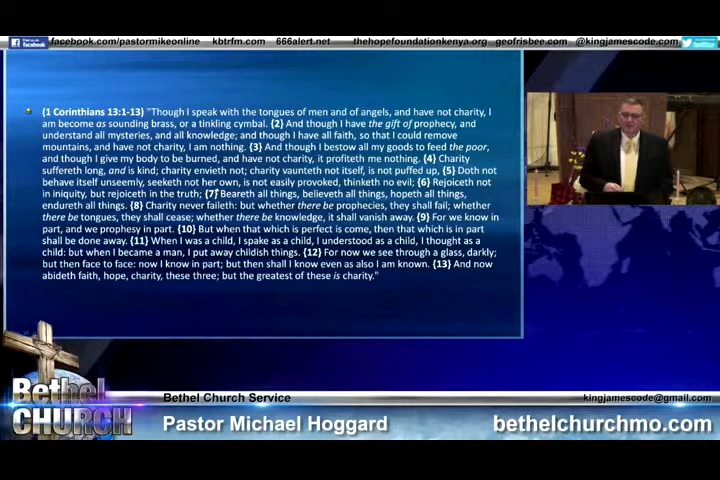 Find us on facebook facebook.com/pastormikeonline kbtrfm.com 666alert.net thehopefoundationkenya.org geofrisbee.com @kingjamescode.com twitter
(1 Corinthians 13:1-13) "Though I speak with the tongues of men and of angels, and have not charity, I
am become as sounding brass, or a tinkling cymbal. {2} And though I have the gift of prophecy, and
understand all mysteries, and all knowledge; and though I have all faith, so that I could remove
mountains, and have not charity, I am nothing. {3} And though I bestow all my goods to feed the poor,
and though I give my body to be burned, and have not charity, it profiteth me nothing. {4} Charity
suffereth long, and is kind; charity envieth not; charity vaunteth not itself, is not puffed up, {5} Doth not
behave itself unseemly, seeketh not her own, is not easily provoked, thinketh no evil; {6} Rejoiceth not
in iniquity, but rejoiceth in the truth; {7} Beareth all things, believeth all things, hopeth all things,
endureth all things. {8} Charity never faileth: but whether there be prophecies, they shall fail; whether
there be tongues, they shall cease; whether there be knowledge, it shall vanish away. {9} For we know in
part, and we prophesy in part. {10} But when that which is perfect is come, then that which is in part
shall be done away. {11} When I was a child, I spake as a child, I understood as a child, I thought as a
child: but when I became a man, I put away childish things. {12} For now we see through a glass, darkly;
but then face to face: now I know in part; but then shall I know even as also I am known. {13} And now
abideth faith, hope, charity, these three; but the greatest of these is charity."
Bethel
CHURCH
Bethel Church Service kingjamescode@gmail.com
Pastor Michael Hoggard bethelchurchmo.com